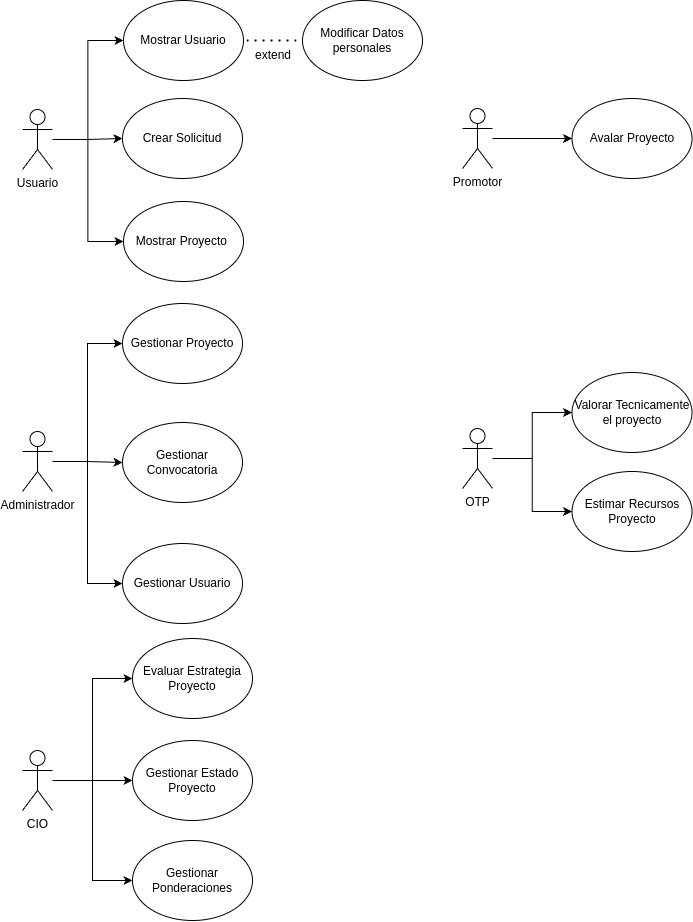 Mostrar Usuario
extend
Modificar Datos
personales
Crear Solicitud
Usuario
Mostrar Proyecto
Promotor
Avalar Proyecto
Gestionar Proyecto
Gestionar
Convocatoria
Administrador
Gestionar Usuario
Valorar Tecnicamente
el proyecto
OTP
Estimar Recursos
Proyecto
Evaluar Estrategia
Proyecto
Gestionar Estado
Proyecto
CIO
Gestionar
Ponderaciones